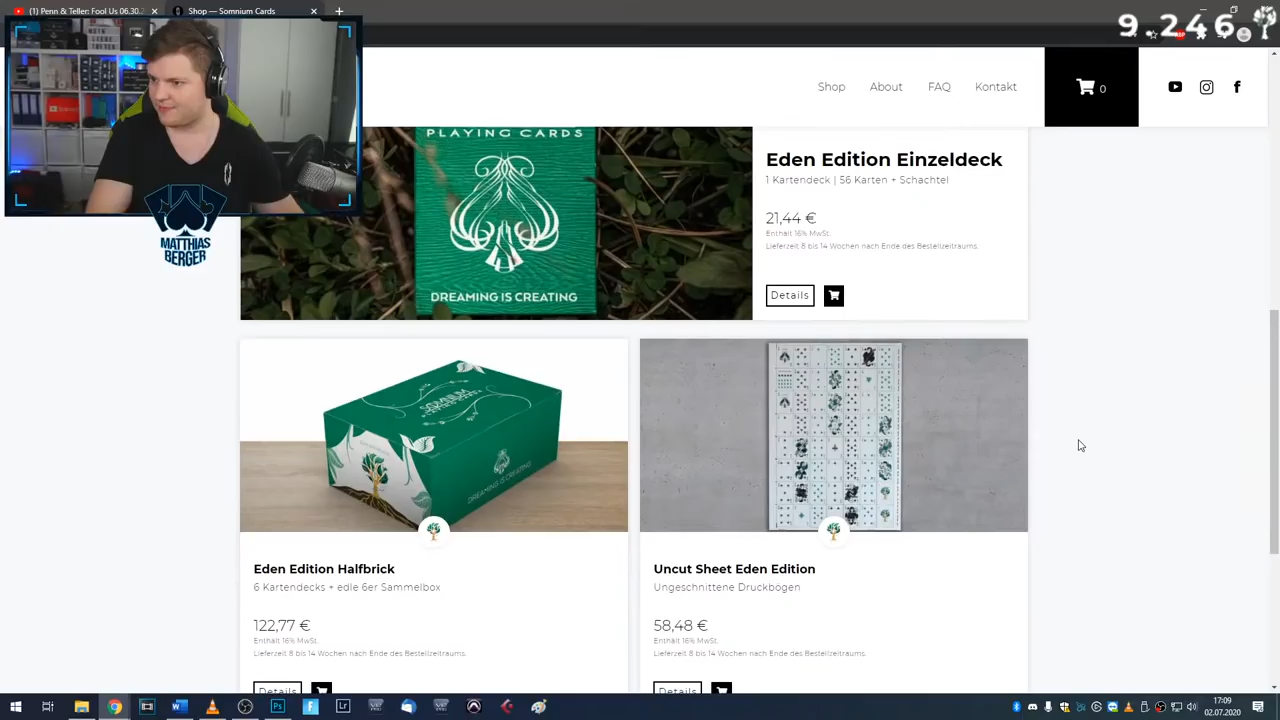 (1) Penn & Teller: Fool Us 06.30.2
Shop — Somnium Cards
9 246
Shop About FAQ Kontakt 0
PLAYING CARDS
DREAMING IS CREATING
Eden Edition Einzeldeck
1 Kartendeck | 56 Karten + Schachtel
21,44 €
Enthält 16% MwSt.
Lieferzeit 8 bis 14 Wochen nach Ende des Bestellzeitraums.
Details
MATTHIAS
BERGER
SOMNIUM
DREAMING IS CREATING
Eden Edition Halfbrick
6 Kartendecks + edle 6er Sammelbox
122,77 €
Enthält 16% MwSt.
Lieferzeit 8 bis 14 Wochen nach Ende des Bestellzeitraums.
Details
Uncut Sheet Eden Edition
Ungeschnittene Druckbögen
58,48 €
Enthält 16% MwSt.
Lieferzeit 8 bis 14 Wochen nach Ende des Bestellzeitraums.
Details
17:09
02.07.2020